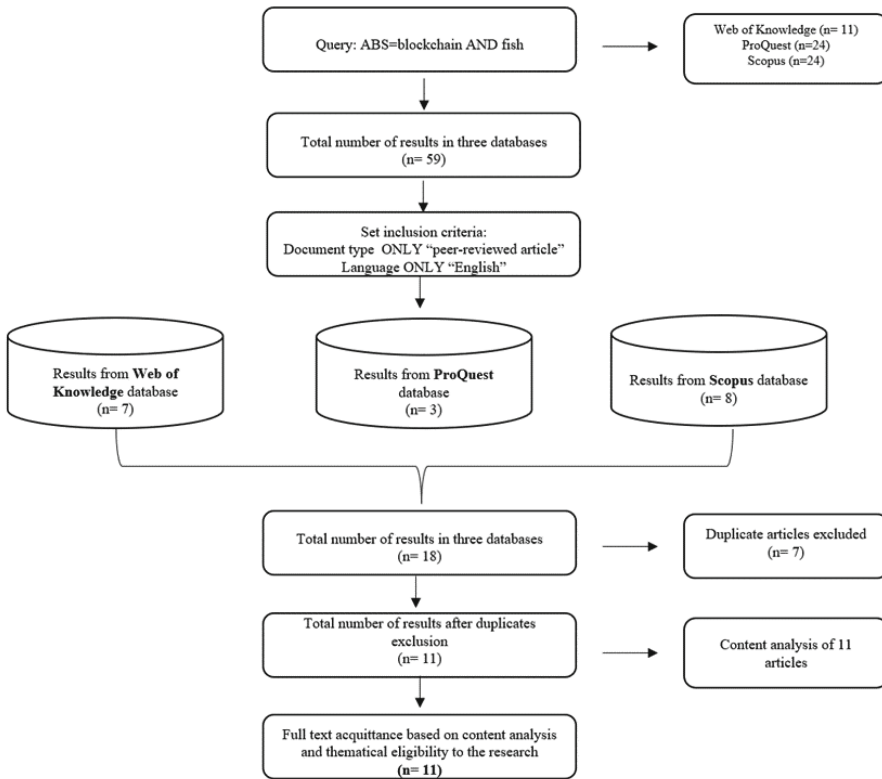 Query: ABS=blockchain AND fish
Web of Knowledge (n= 11)
ProQuest (n=24)
Scopus (n=24)
Total number of results in three databases
(n= 59)
Set inclusion criteria:
Document type ONLY “peer-reviewed article”
Language ONLY “English”
Results from Web of
Knowledge database
(n= 7)
Results from ProQuest
database
(n= 3)
Results from Scopus database
(n= 8)
Total number of results in three databases
(n= 18)
Duplicate articles excluded
(n= 7)
Total number of results after duplicates
exclusion
(n= 11)
Content analysis of 11
articles
Full text acquittance based on content analysis
and thematical eligibility to the research
(n= 11)